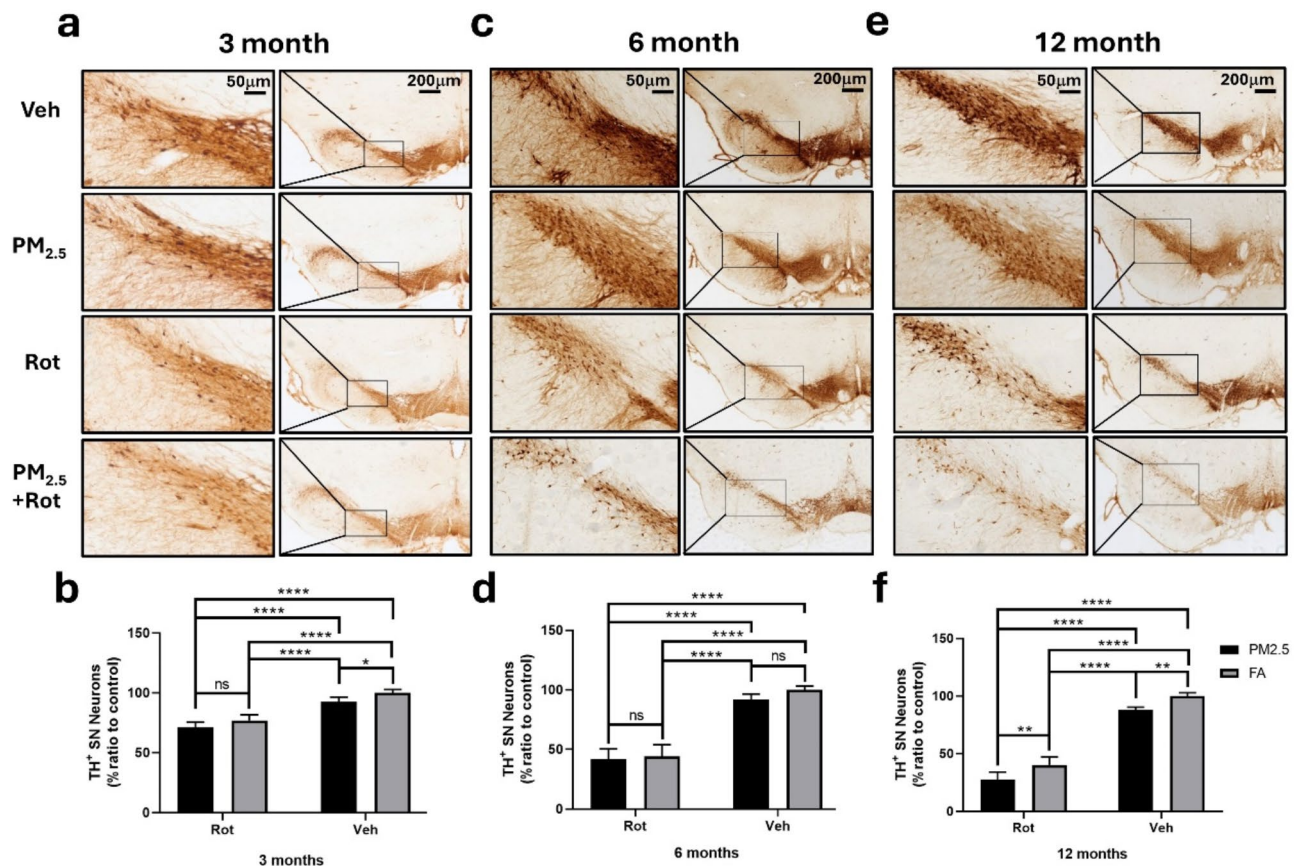 a
3 month
c
6 month
e
12 month
Veh
50μm
200μm
50μm
200μm
50μm
200μm
PM2.5
Rot
PM2.5
+Rot
b
TH+ SN Neurons
(% ratio to control)
150
100
50
0
ns
****
****
****
****
*
Rot
Veh
3 months
d
TH+ SN Neurons
(% ratio to control)
150
100
50
0
ns
****
****
****
****
ns
Rot
Veh
6 months
f
TH+ SN Neurons
(% ratio to control)
150
100
50
0
**
****
****
****
****
**
Rot
Veh
12 months
PM2.5
FA